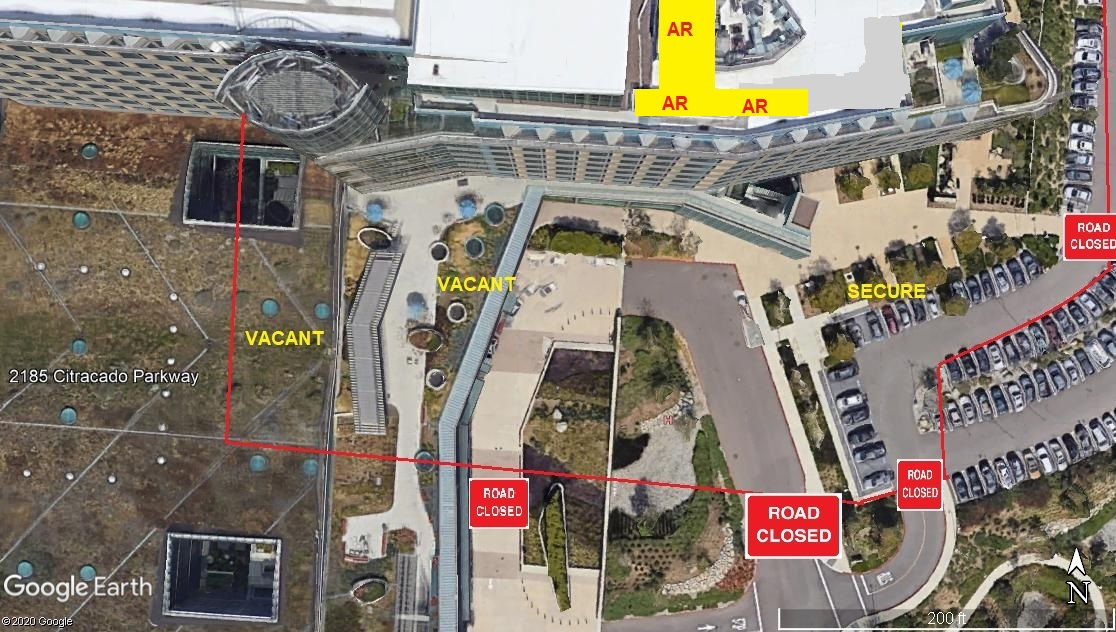 AR
AR
AR
ROAD
CLOSED
VACANT
SECURE
VACANT
2185 Citracado Parkway
ROAD
CLOSED
ROAD
CLOSED
ROAD
CLOSED
Google Earth
N
200 ft
©2020 Google